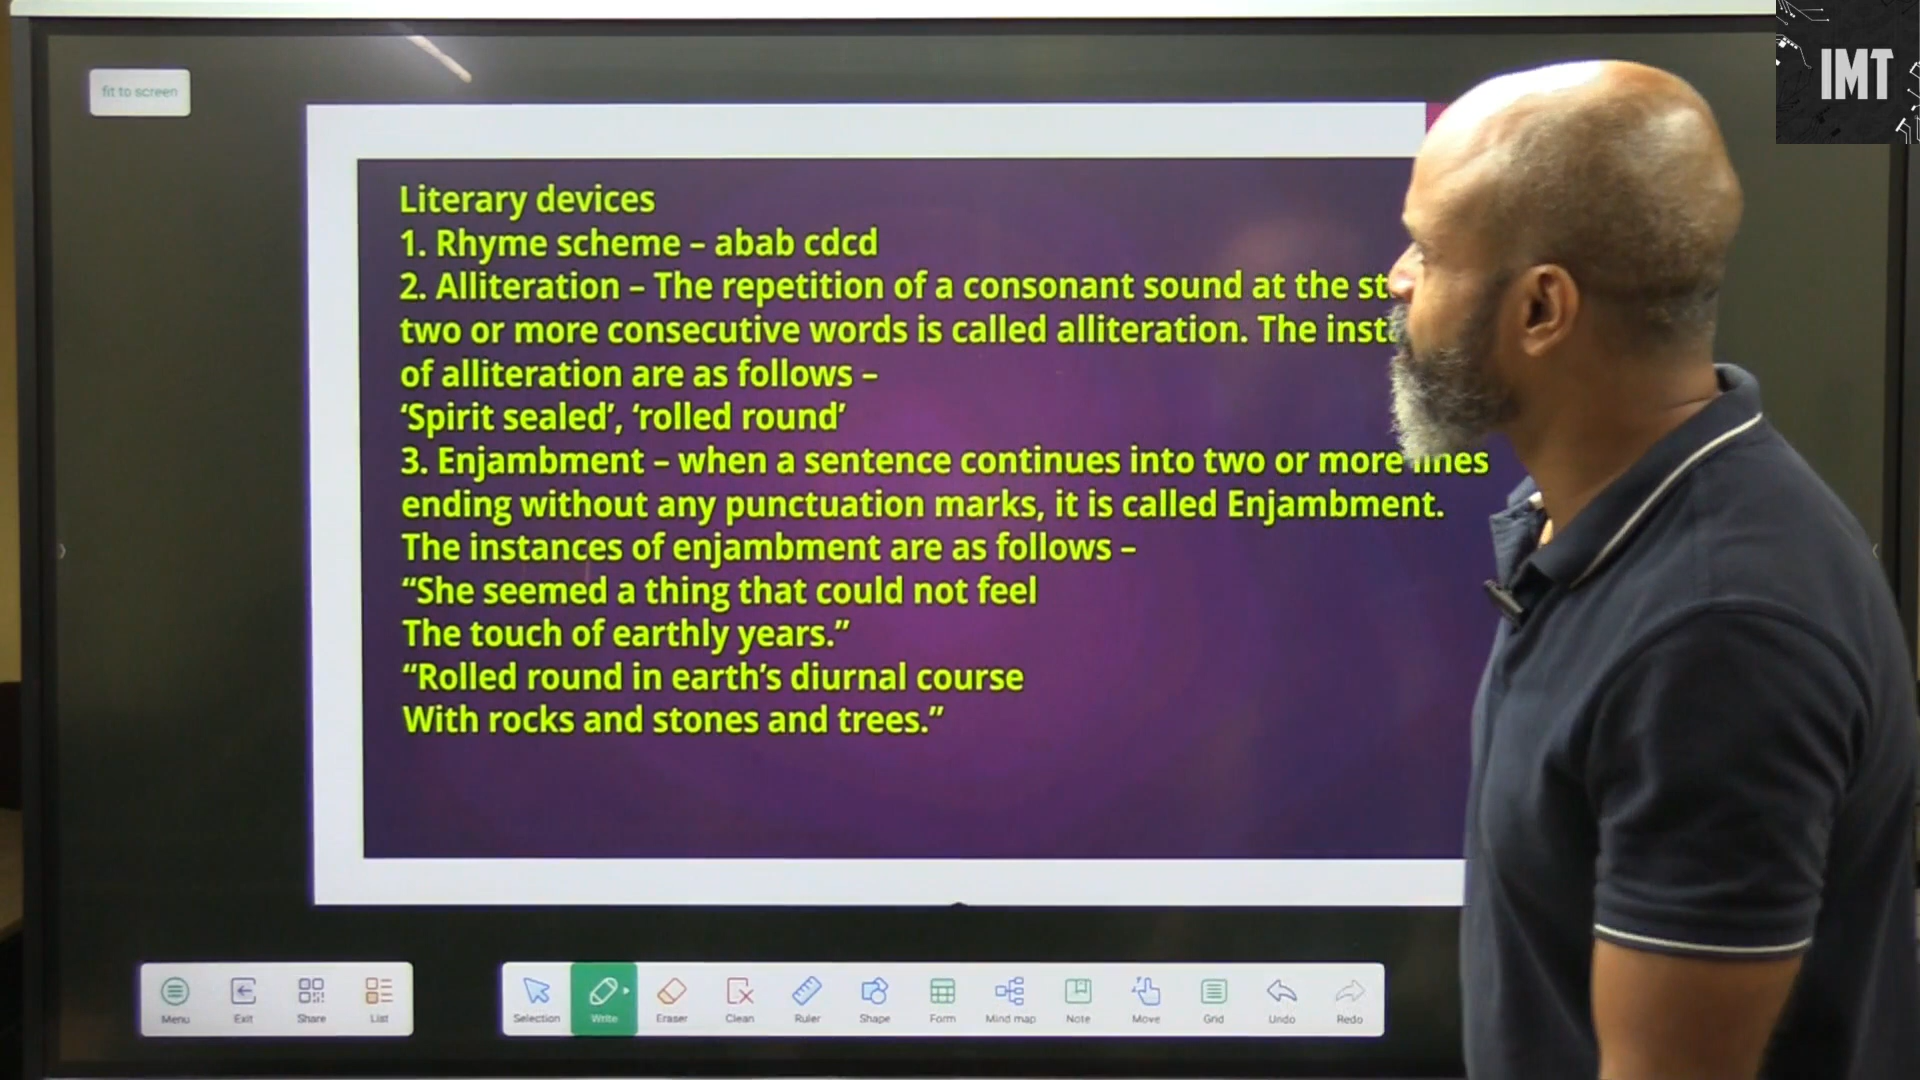 IMT
fit to screen
Literary devices
1. Rhyme scheme – abab cdcd
2. Alliteration – The repetition of a consonant sound at the
two or more consecutive words is called alliteration. The
of alliteration are as follows –
‘Spirit sealed’, ‘rolled round’
3. Enjambment – when a sentence continues into two or more lines
ending without any punctuation marks, it is called Enjambment.
The instances of enjambment are as follows –
“She seemed a thing that could not feel
The touch of earthly years.”
“Rolled round in earth’s diurnal course
With rocks and stones and trees.”
Menu Exit Share List
Selection Write Eraser Clean Ruler Shape Form Mind map Note Move Grid Undo Redo